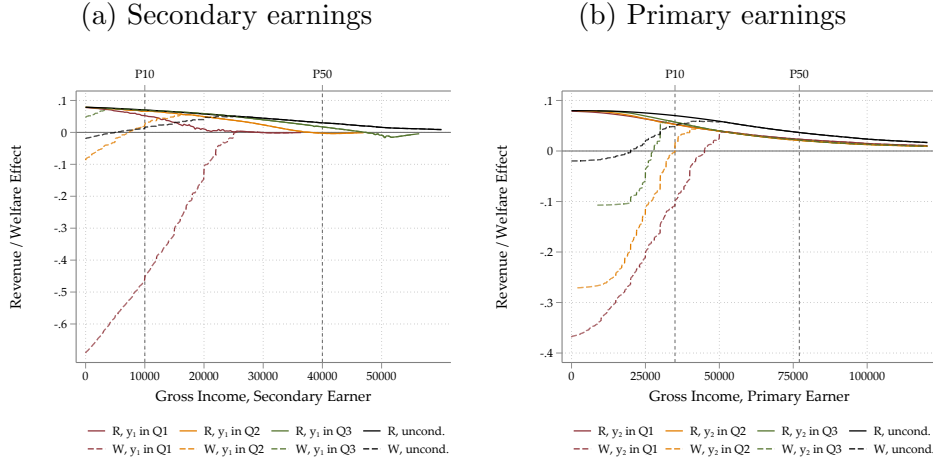 (a) Secondary earnings
(b) Primary earnings
P10 P50
.1
0
-.1
-.2
-.3
-.4
-.5
-.6
Revenue / Welfare Effect
0 10000 20000 30000 40000 50000
Gross Income, Secondary Earner
R, y₁ in Q1 R, y₁ in Q2 R, y₁ in Q3 R, uncond.
W, y₁ in Q1 W, y₁ in Q2 W, y₁ in Q3 W, uncond.
P10 P50
.1
0
-.1
-.2
-.3
-.4
Revenue / Welfare Effect
0 25000 50000 75000 100000
Gross Income, Primary Earner
R, y₂ in Q1 R, y₂ in Q2 R, y₂ in Q3 R, uncond.
W, y₂ in Q1 W, y₂ in Q2 W, y₂ in Q3 W, uncond.